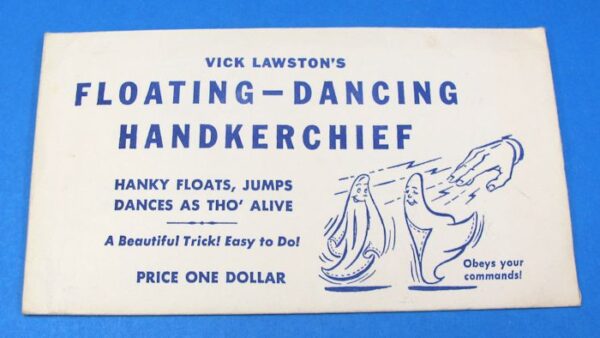 VICK LAWSTON'S
FLOATING—DANCING
HANDKERCHIEF
HANKY FLOATS, JUMPS
DANCES AS THO' ALIVE
A Beautiful Trick! Easy to Do!
PRICE ONE DOLLAR
Obeys your
commands!